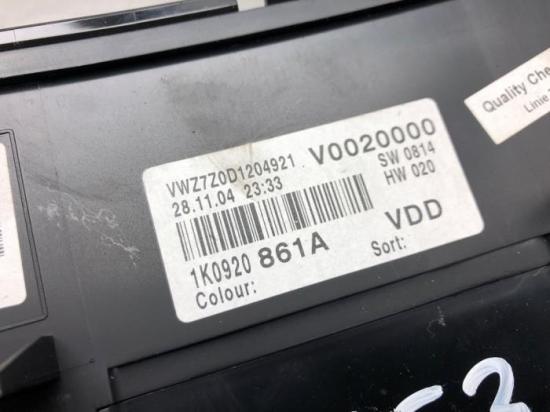 VWZ7Z0D1204921 V0020000
28.11.04 23:33 SW 0814
HW 020
1K0920 861A VDD
Colour: Sort:
Quality Che
Linie